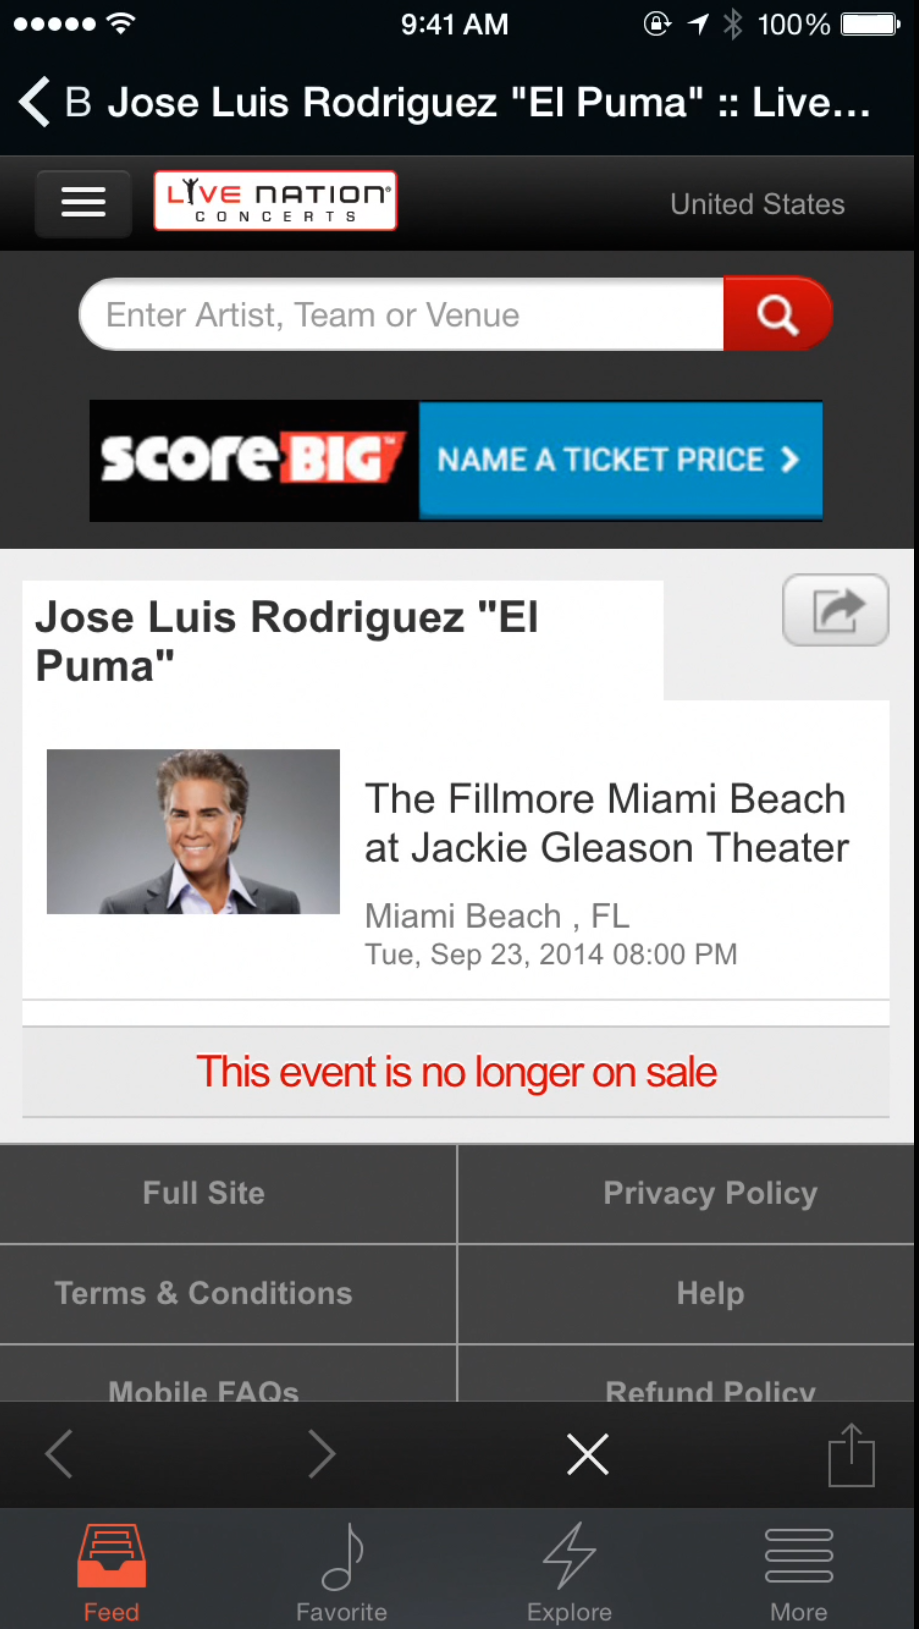 9:41 AM
100%
B Jose Luis Rodriguez "El Puma" :: Live...
LIVE NATION®
CONCERTS
United States
Enter Artist, Team or Venue
scoreBIG™
NAME A TICKET PRICE
Jose Luis Rodriguez "El
Puma"
The Fillmore Miami Beach
at Jackie Gleason Theater
Miami Beach , FL
Tue, Sep 23, 2014 08:00 PM
This event is no longer on sale
Full Site
Privacy Policy
Terms & Conditions
Help
Mobile FAQs
Refund Policy
Feed
Favorite
Explore
More